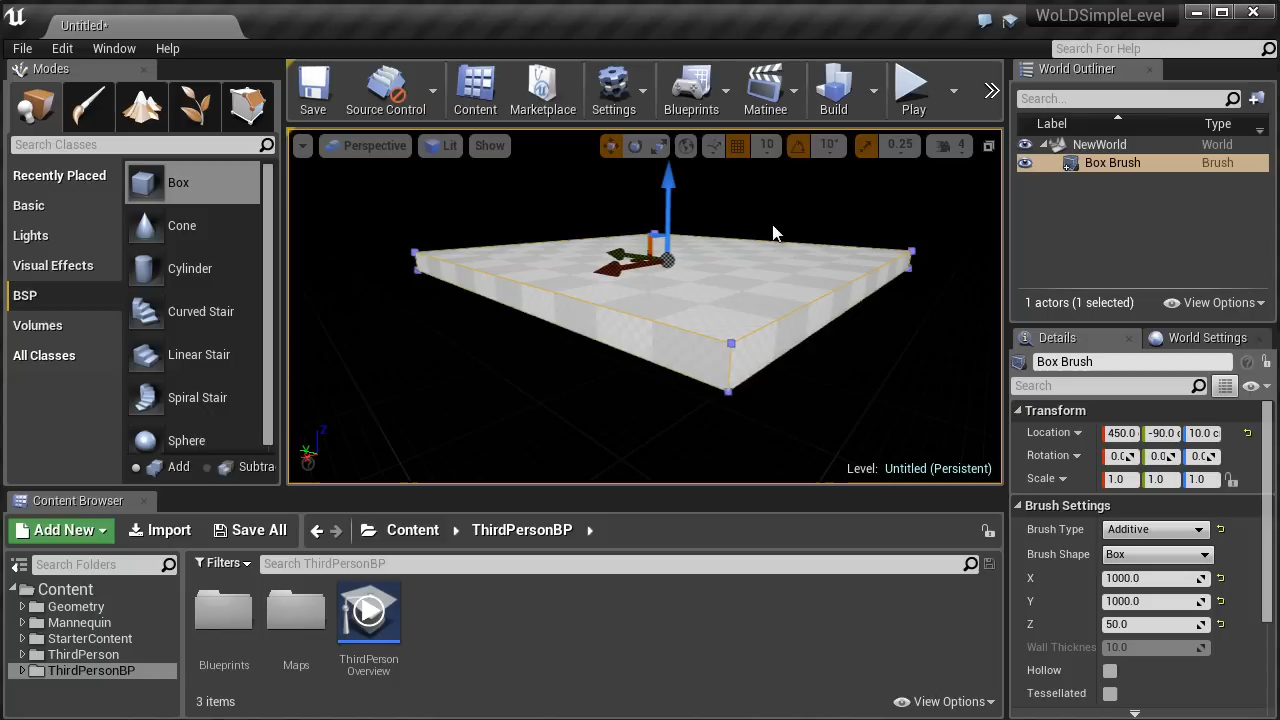 Untitled*
WoLDSimpleLevel
File Edit Window Help
Search For Help
Modes
Search Classes
Recently Placed
Basic
Lights
Visual Effects
BSP
Volumes
All Classes
Box
Cone
Cylinder
Curved Stair
Linear Stair
Spiral Stair
Sphere
Add
Subtra
Save
Source Control
Content
Marketplace
Settings
Blueprints
Matinee
Build
Play
Perspective
Lit
Show
10
10°
0.25
4
Z
Level: Untitled (Persistent)
World Outliner
Search...
Label Type
NewWorld World
Box Brush Brush
1 actors (1 selected)
View Options
Details
World Settings
Box Brush
Search
Transform
Location 450.0 -90.0 10.0 c
Rotation 0.0 0.0 0.0
Scale 1.0 1.0 1.0
Brush Settings
Brush Type Additive
Brush Shape Box
X 1000.0
Y 1000.0
Z 50.0
Wall Thicknes 10.0
Hollow
Tessellated
Content Browser
Add New
Import
Save All
Content
ThirdPersonBP
Search Folders
Content
Geometry
Mannequin
StarterContent
ThirdPerson
ThirdPersonBP
Filters
Search ThirdPersonBP
Blueprints
Maps
ThirdPerson
Overview
3 items
View Options